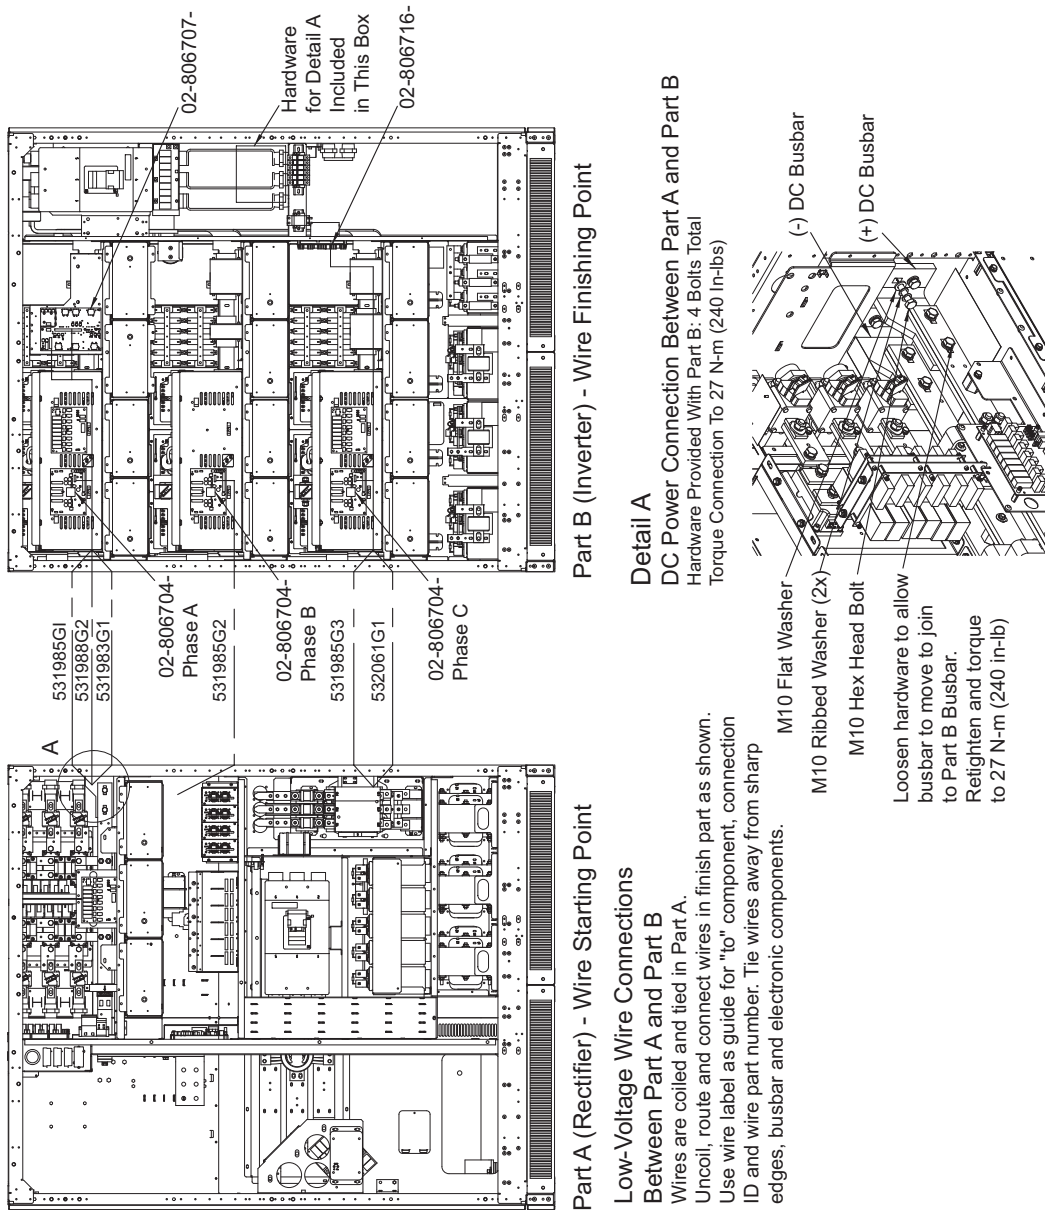 02-806707-
Hardware
for Detail A
Included
in This Box
02-806716-
531985GI
531988G2
531983G1
02-806704-
Phase A
531985G2
02-806704-
Phase B
531985G3
532061G1
02-806704-
Phase C
A
Part A (Rectifier) - Wire Starting Point
Part B (Inverter) - Wire Finishing Point
Low-Voltage Wire Connections
Between Part A and Part B
Wires are coiled and tied in Part A.
Uncoil, route and connect wires in finish part as shown.
Use wire label as guide for "to" component, connection
ID and wire part number. Tie wires away from sharp
edges, busbar and electronic components.
Detail A
DC Power Connection Between Part A and Part B
Hardware Provided With Part B: 4 Bolts Total
Torque Connection To 27 N-m (240 In-lbs)
(-) DC Busbar
(+) DC Busbar
M10 Flat Washer
M10 Ribbed Washer (2x)
M10 Hex Head Bolt
Loosen hardware to allow
busbar to move to join
to Part B Busbar.
Retighten and torque
to 27 N-m (240 in-lb)